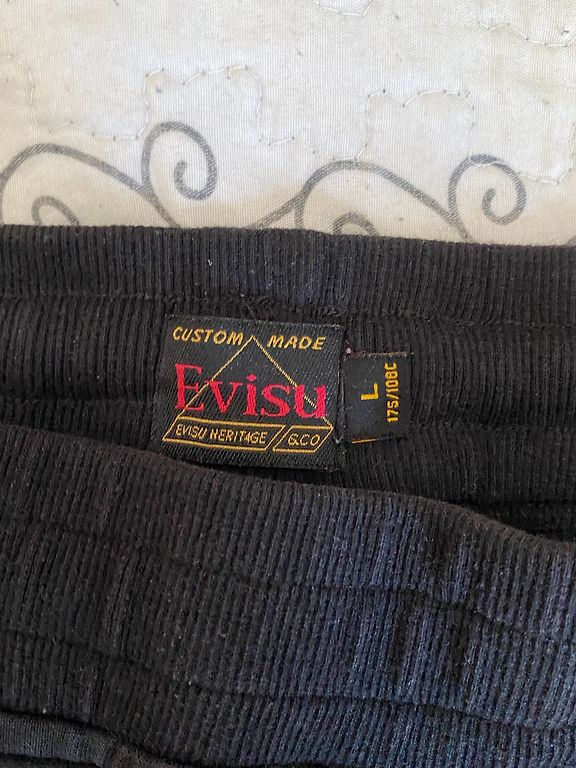 CUSTOM MADE
Evisu
EVISU HERITAGE G.CO
L
175/108C